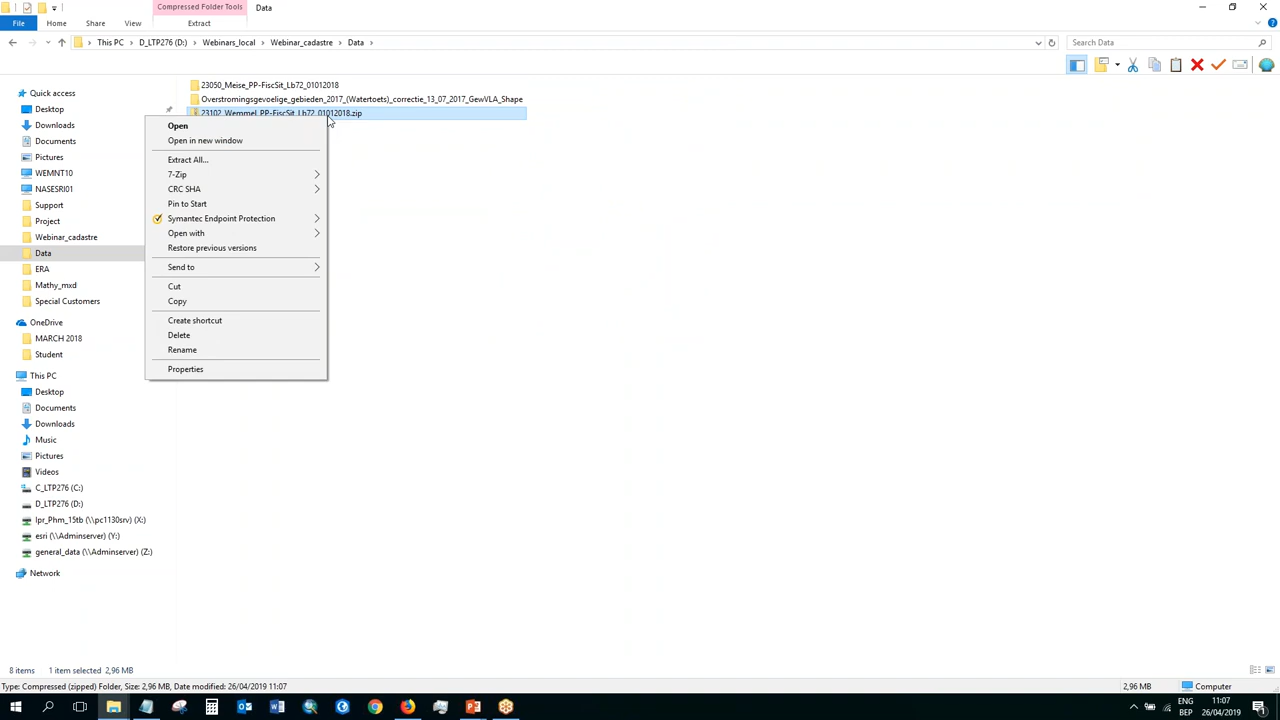 Compressed Folder Tools
Data
File
Home
Share
View
Extract
This PC
D_LTP276 (D:)
Webinars_local
Webinar_cadastre
Data
Search Data
Quick access
Desktop
Downloads
Documents
Pictures
WEMNT10
NASESRI01
Support
Project
Webinar_cadastre
Data
ERA
Mathy_mxd
Special Customers
OneDrive
MARCH 2018
Student
This PC
Desktop
Documents
Downloads
Music
Pictures
Videos
C_LTP276 (C:)
D_LTP276 (D:)
lpr_Phm_15tb (\\pc1130srv) (X:)
esri (\\Adminserver) (Y:)
general_data (\\Adminserver) (Z:)
Network
23050_Meise_PP-FiscSit_Lb72_01012018
Overstromingsgevoelige_gebieden_2017_(Watertoets)_correctie_13_07_2017_GewVLA_Shape
23102_Wemmel_PP-FiscSit_Lb72_01012018.zip
Open
Open in new window
Extract All...
7-Zip
CRC SHA
Pin to Start
Symantec Endpoint Protection
Open with
Restore previous versions
Send to
Cut
Copy
Create shortcut
Delete
Rename
Properties
8 items
1 item selected 2,96 MB
Type: Compressed (zipped) Folder, Size: 2,96 MB, Date modified: 26/04/2019 11:07
2,96 MB
Computer
ENG
BEP
11:07
26/04/2019
1